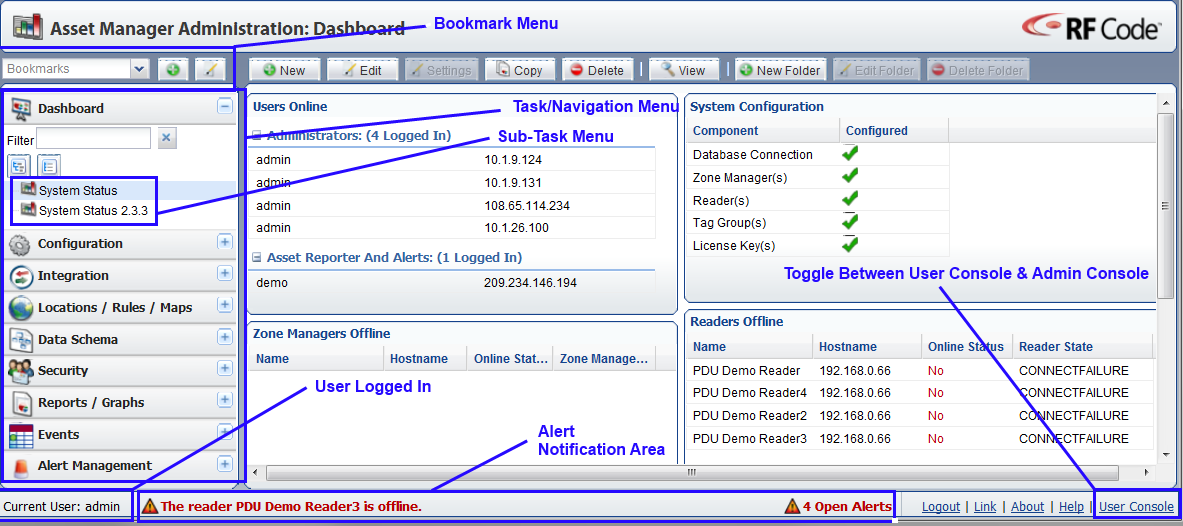 Asset Manager Administration: Dashboard
Bookmark Menu
RF Code
Bookmarks
New
Edit
Settings
Copy
Delete
View
New Folder
Edit Folder
Delete Folder
Dashboard
Filter
System Status
System Status 2.3.3
Configuration
Integration
Locations / Rules / Maps
Data Schema
Security
Reports / Graphs
Events
Alert Management
Task/Navigation Menu
Sub-Task Menu
Users Online
Administrators: (4 Logged In)
admin 10.1.9.124
admin 10.1.9.131
admin 108.65.114.234
admin 10.1.26.100
Asset Reporter And Alerts: (1 Logged In)
demo 209.234.146.194
System Configuration
Component Configured
Database Connection
Zone Manager(s)
Reader(s)
Tag Group(s)
License Key(s)
Toggle Between User Console & Admin Console
Zone Managers Offline
Name Hostname Online Stat... Zone Manage...
User Logged In
Alert
Notification Area
Readers Offline
Name Hostname Online Status Reader State
PDU Demo Reader 192.168.0.66 No CONNECTFAILURE
PDU Demo Reader4 192.168.0.66 No CONNECTFAILURE
PDU Demo Reader2 192.168.0.66 No CONNECTFAILURE
PDU Demo Reader3 192.168.0.66 No CONNECTFAILURE
Current User: admin
The reader PDU Demo Reader3 is offline.
4 Open Alerts
Logout | Link | About | Help | User Console